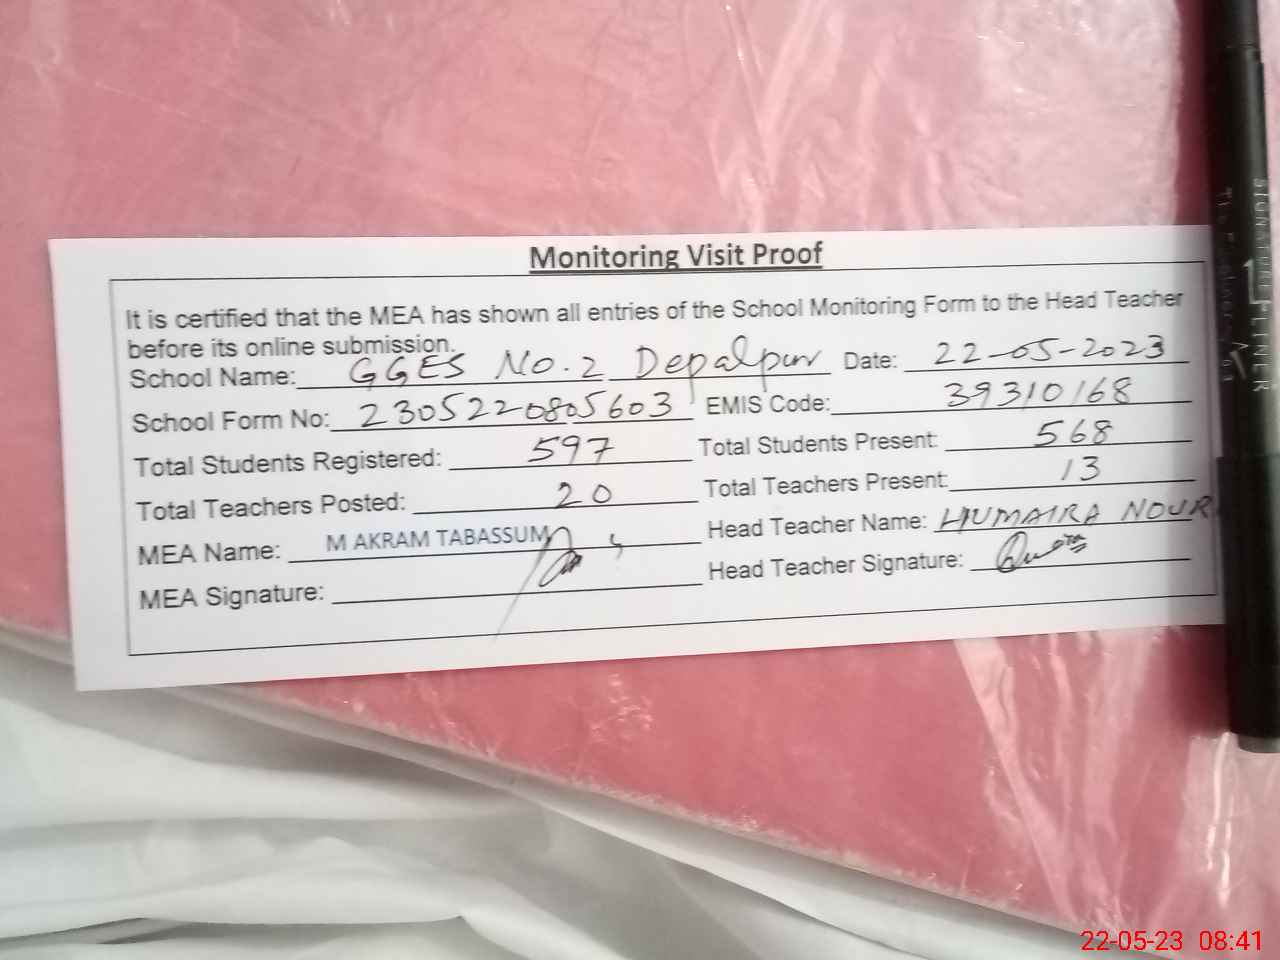 Monitoring Visit Proof
It is certified that the MEA has shown all entries of the School Monitoring Form to the Head Teacher
before its online submission.
School Name: GGES No.2 Depalpur Date: 22-05-2023
School Form No: 2305220805603 EMIS Code: 39310168
Total Students Registered: 597 Total Students Present: 568
Total Teachers Posted: 20 Total Teachers Present: 13
MEA Name: M AKRAM TABASSUM Head Teacher Name: HUMAIRA NOUR
MEA Signature: Head Teacher Signature:
SIGNATURE FINELINER
22-05-23 08:41